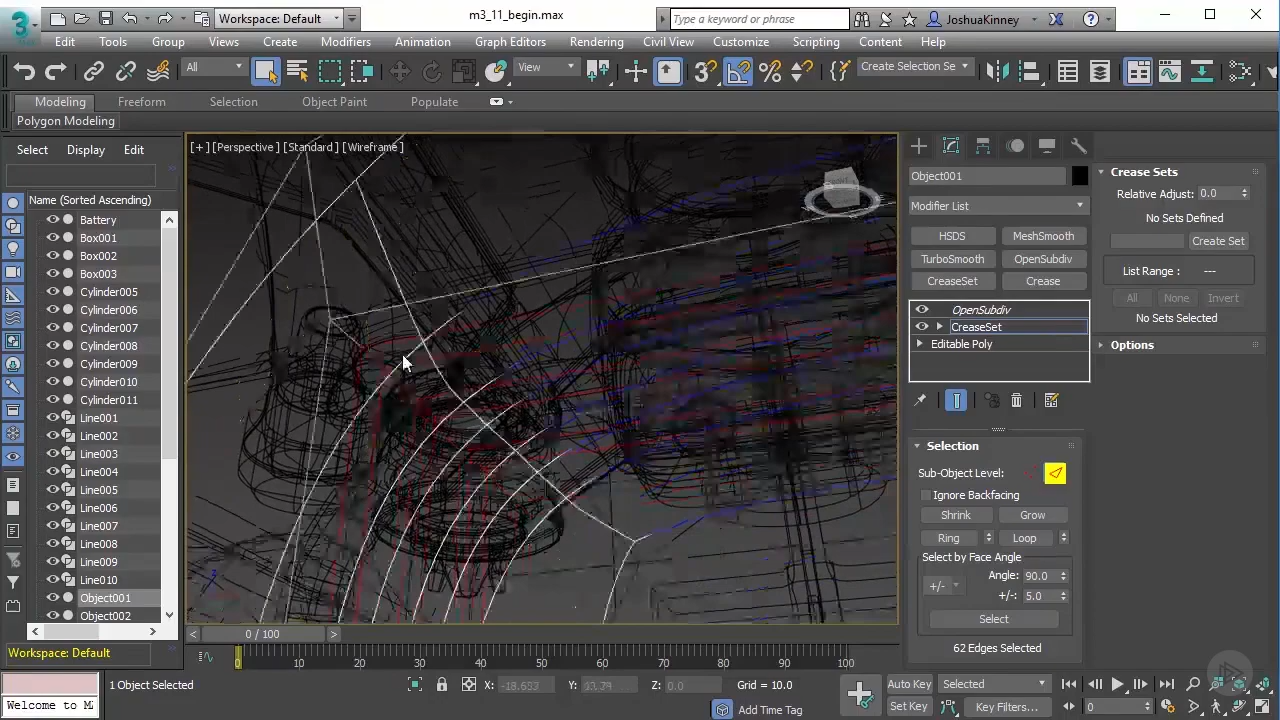 Workspace: Default
m3_11_begin.max
Type a keyword or phrase
JoshuaKinney
Edit Tools Group Views Create Modifiers Animation Graph Editors Rendering Civil View Customize Scripting Content Help
All
View
Create Selection Se
Modeling Freeform Selection Object Paint Populate
Polygon Modeling
Select Display Edit
Name (Sorted Ascending)
Battery
Box001
Box002
Box003
Cylinder005
Cylinder006
Cylinder007
Cylinder008
Cylinder009
Cylinder010
Cylinder011
Line001
Line002
Line003
Line004
Line005
Line006
Line007
Line008
Line009
Line010
Object001
Object002
Workspace: Default
[+] [Perspective] [Standard] [Wireframe]
Object001
Modifier List
HSDS MeshSmooth
TurboSmooth OpenSubdiv
CreaseSet Crease
OpenSubdiv
CreaseSet
Editable Poly
Selection
Sub-Object Level:
Ignore Backfacing
Shrink Grow
Ring Loop
Select by Face Angle
+/- Angle: 90.0
+/-: 5.0
Select
62 Edges Selected
Crease Sets
Relative Adjust: 0.0
No Sets Defined
Create Set
List Range : ---
All None Invert
No Sets Selected
Options
< 0 / 100 >
0 10 20 30 40 50 60 70 80 90 100
1 Object Selected
X: -18.633 Y: Z: 0.0 Grid = 10.0
Auto Key Selected
Welcome to M
Add Time Tag
Set Key Key Filters... 0